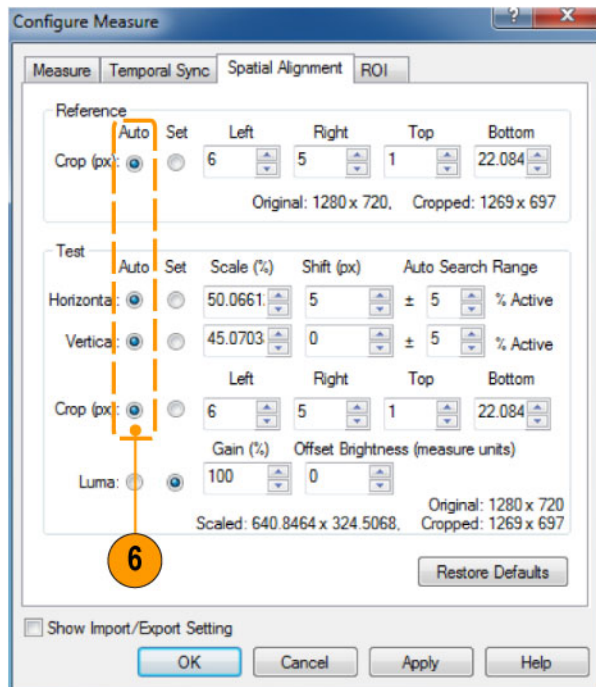 Configure Measure
Measure Temporal Sync Spatial Alignment ROI
Reference
Auto Set Left Right Top Bottom
Crop (px): 6 5 1 22.084
Original: 1280 x 720, Cropped: 1269 x 697
Test
Auto Set Scale (%) Shift (px) Auto Search Range
Horizontal: 50.0661 5 ± 5 % Active
Vertical: 45.0703 0 ± 5 % Active
Left Right Top Bottom
Crop (px): 6 5 1 22.084
Gain (%) Offset Brightness (measure units)
Luma: 100 0
Original: 1280 x 720
Scaled: 640.8464 x 324.5068, Cropped: 1269 x 697
6
Restore Defaults
Show Import/Export Setting
OK Cancel Apply Help